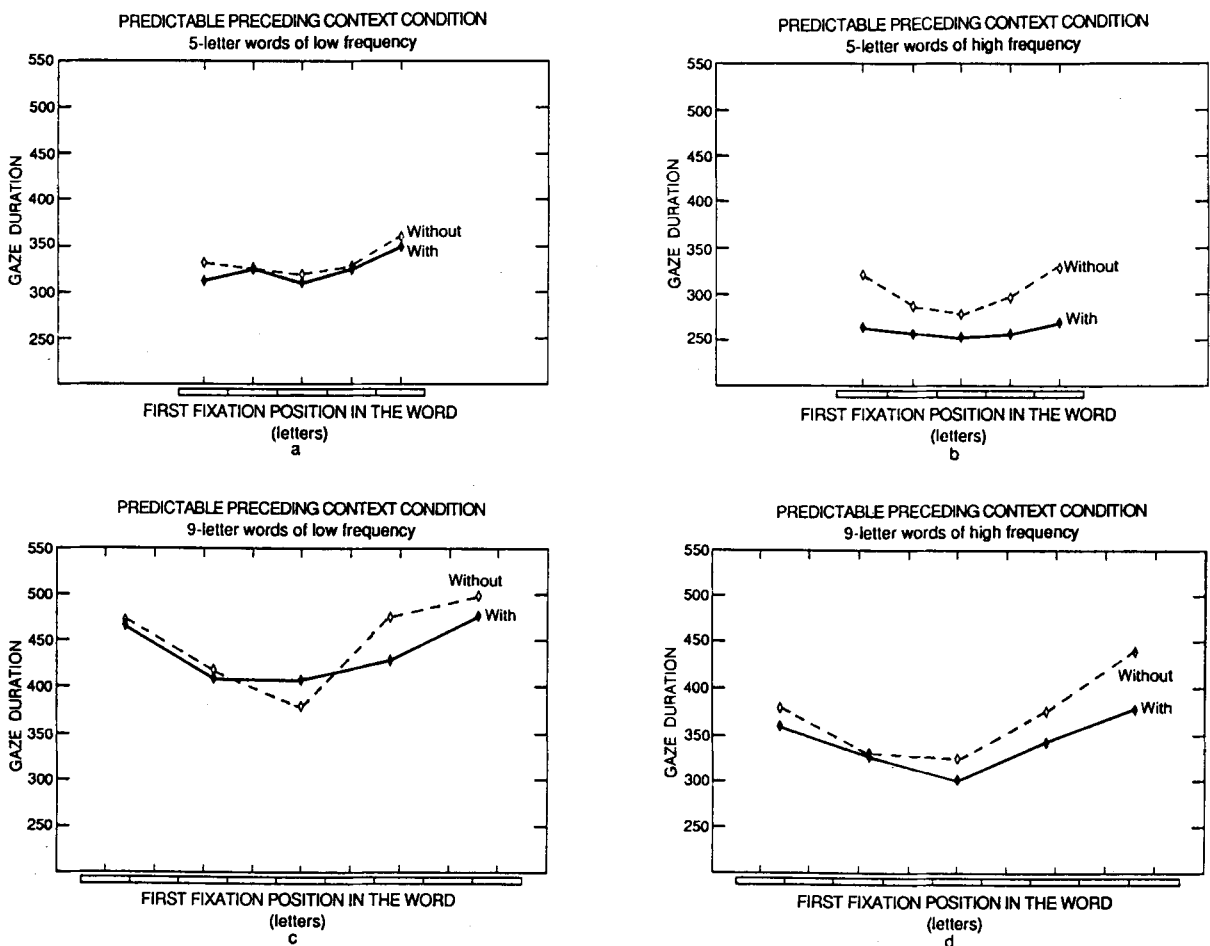 PREDICTABLE PRECEDING CONTEXT CONDITION
5-letter words of low frequency
550
500
450
400
350
300
250
GAZE DURATION
Without
With
FIRST FIXATION POSITION IN THE WORD
(letters)
a
PREDICTABLE PRECEDING CONTEXT CONDITION
5-letter words of high frequency
550
500
450
400
350
300
250
GAZE DURATION
Without
With
FIRST FIXATION POSITION IN THE WORD
(letters)
b
PREDICTABLE PRECEDING CONTEXT CONDITION
9-letter words of low frequency
550
500
450
400
350
300
250
GAZE DURATION
Without
With
FIRST FIXATION POSITION IN THE WORD
(letters)
c
PREDICTABLE PRECEDING CONTEXT CONDITION
9-letter words of high frequency
550
500
450
400
350
300
250
GAZE DURATION
Without
With
FIRST FIXATION POSITION IN THE WORD
(letters)
d